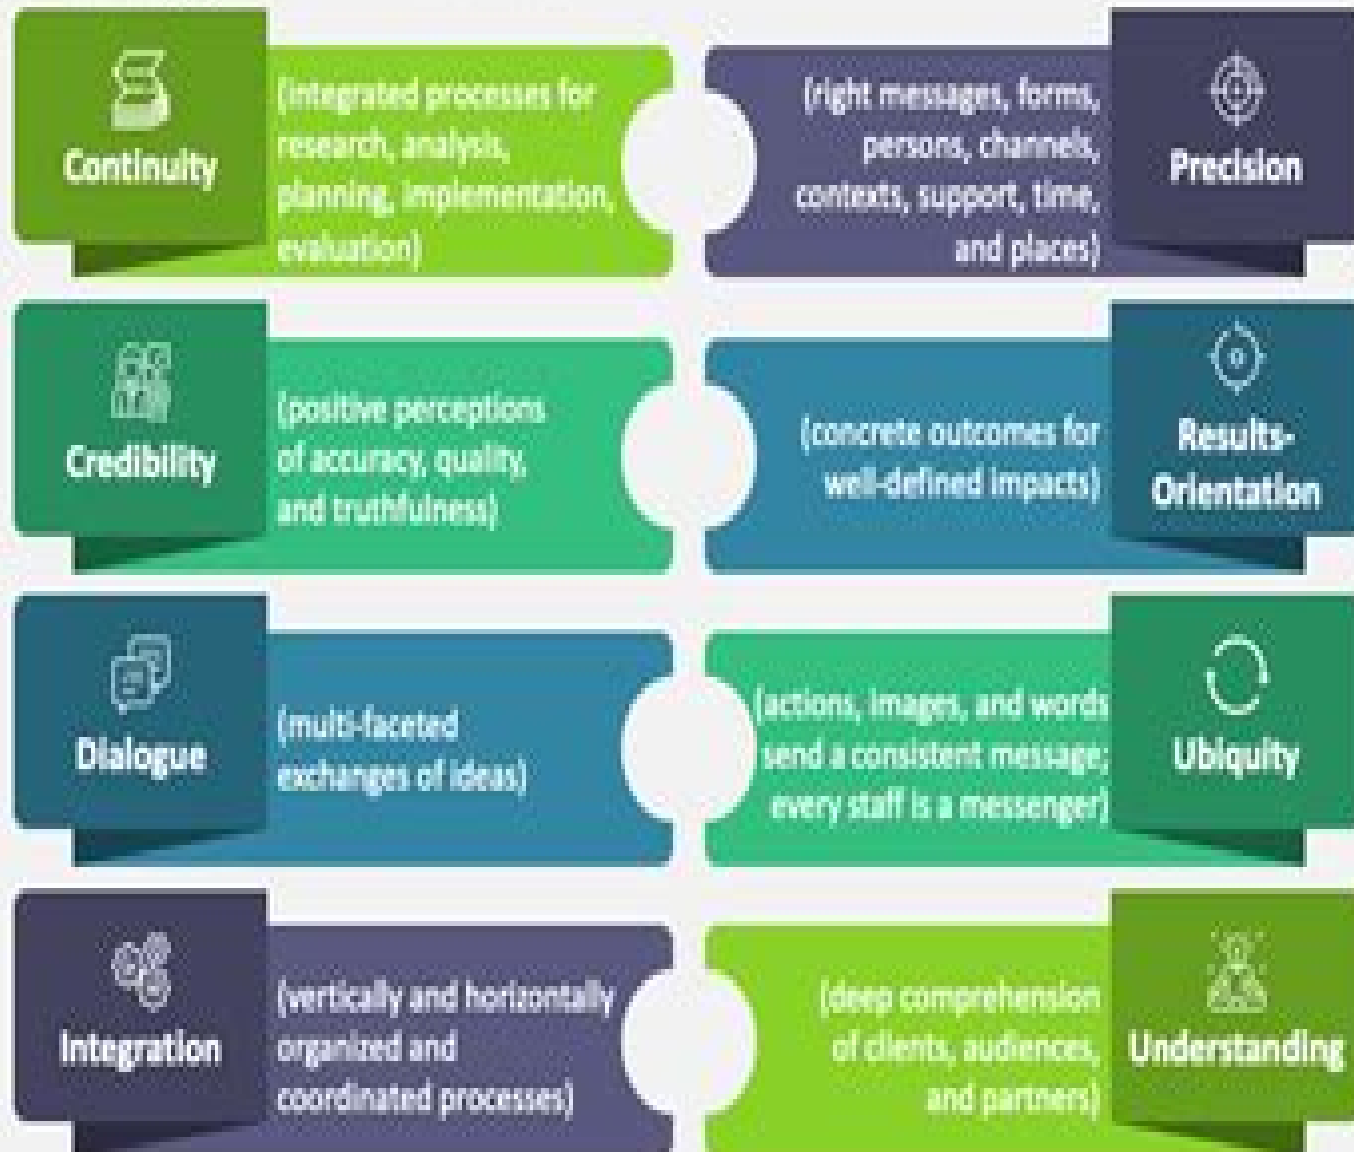 Continuity
(integrated processes for
research, analysis,
planning, implementation,
evaluation)
(right messages, forms,
persons, channels,
contexts, support, time,
and places)
Precision
Credibility
(positive perceptions
of accuracy, quality,
and truthfulness)
(concrete outcomes for
well-defined impacts)
Results-
Orientation
Dialogue
(multi-faceted
exchanges of ideas)
(actions, images, and words
send a consistent message;
every staff is a messenger)
Ubiquity
Integration
(vertically and horizontally
organized and
coordinated processes)
(deep comprehension
of clients, audiences,
and partners)
Understanding